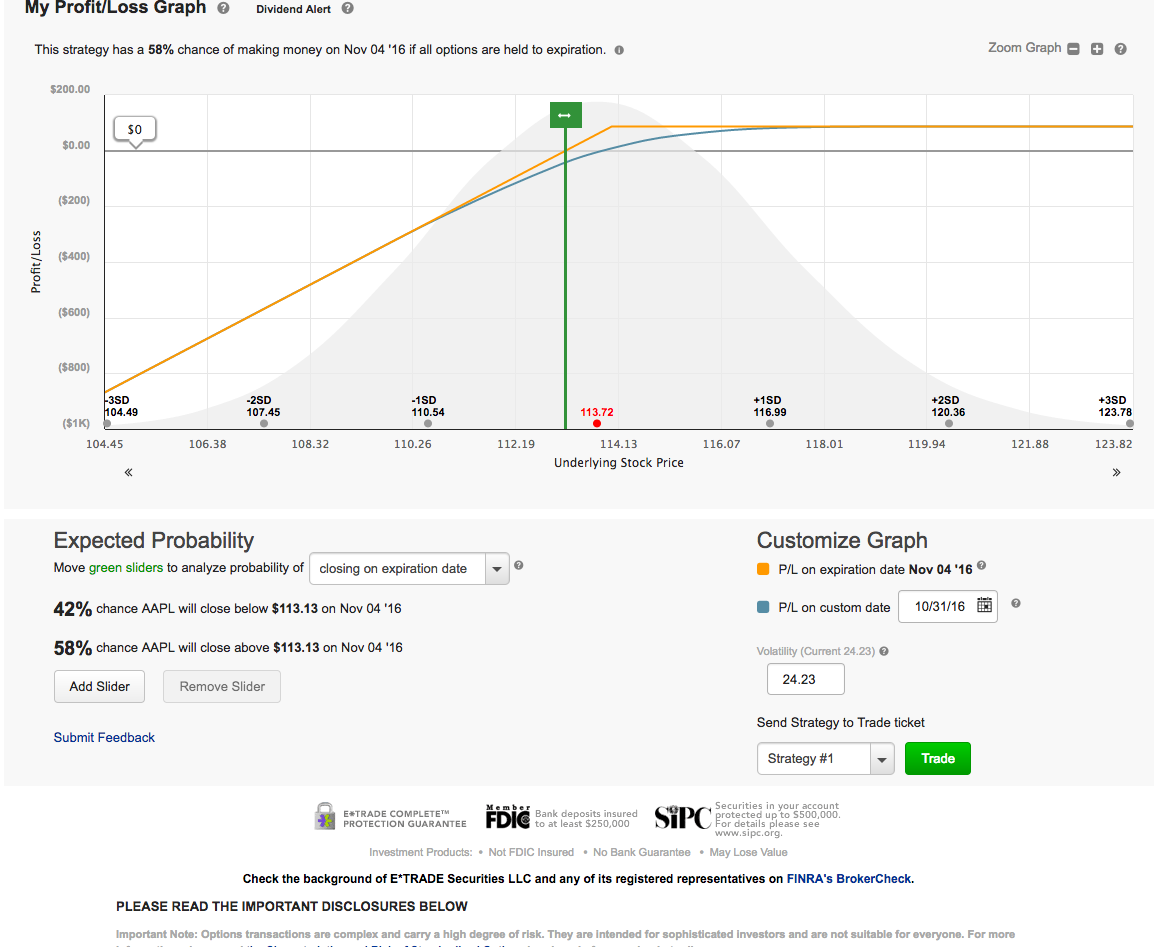 My Profit/Loss Graph ? Dividend Alert ?
This strategy has a 58% chance of making money on Nov 04 '16 if all options are held to expiration. i
Zoom Graph − + ?
$200.00
$0
$0.00
($200)
($400)
($600)
($800)
($1K)
Profit/Loss
-3SD -2SD -1SD +1SD +2SD +3SD
104.49 107.45 110.54 113.72 116.99 120.36 123.78
104.45 106.38 108.32 110.26 112.19 114.13 116.07 118.01 119.94 121.88 123.82
« Underlying Stock Price »
Expected Probability
Move green sliders to analyze probability of closing on expiration date ?
42% chance AAPL will close below $113.13 on Nov 04 '16
58% chance AAPL will close above $113.13 on Nov 04 '16
Add Slider Remove Slider
Submit Feedback
Customize Graph
P/L on expiration date Nov 04 '16 ?
P/L on custom date 10/31/16 ?
Volatility (Current 24.23) ?
24.23
Send Strategy to Trade ticket
Strategy #1 Trade
E*TRADE COMPLETE™
PROTECTION GUARANTEE
Member
FDIC
Bank deposits insured
to at least $250,000
SiPC
Securities in your account
protected up to $500,000.
For details please see
www.sipc.org.
Investment Products: • Not FDIC Insured • No Bank Guarantee • May Lose Value
Check the background of E*TRADE Securities LLC and any of its registered representatives on FINRA's BrokerCheck.
PLEASE READ THE IMPORTANT DISCLOSURES BELOW
Important Note: Options transactions are complex and carry a high degree of risk. They are intended for sophisticated investors and are not suitable for everyone. For more